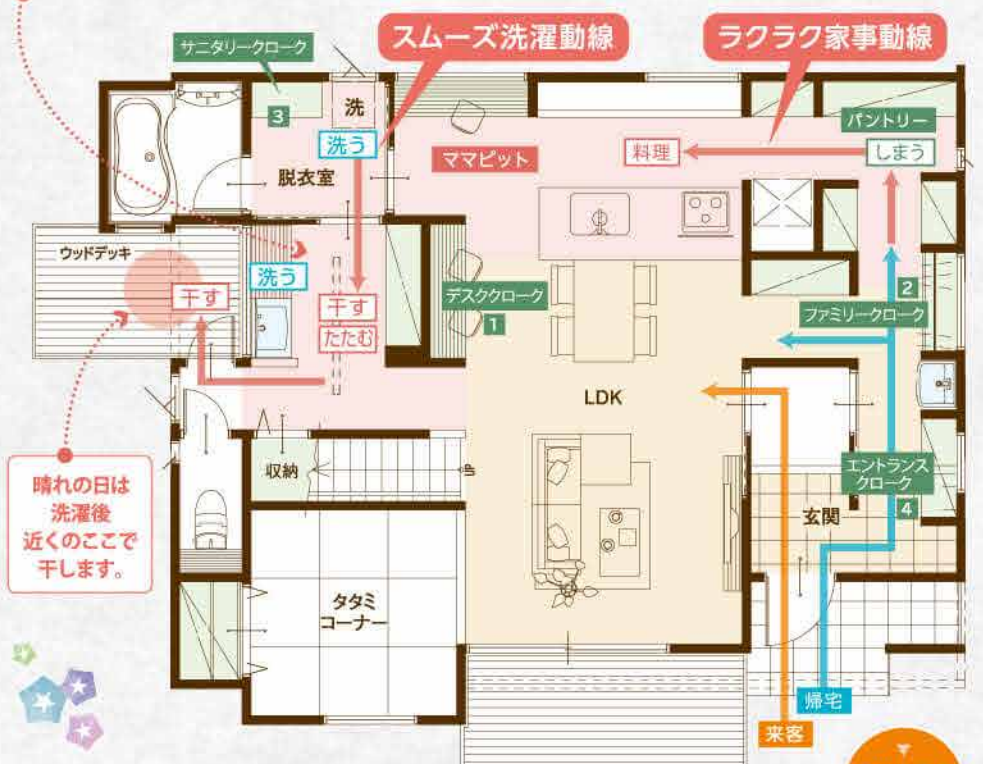 スムーズ洗濯動線
ラクラク家事動線
サニタリークローク
3
洗
洗う
脱衣室
ママピット
料理
パントリー
しまう
ウッドデッキ
洗う
干す
干す
たたむ
デスククローク
1
2
ファミリークローク
LDK
収納
UP
エントランス
クローク
4
玄関
晴れの日は
洗濯後
近くのここで
干します。
タタミ
コーナー
帰宅
来客